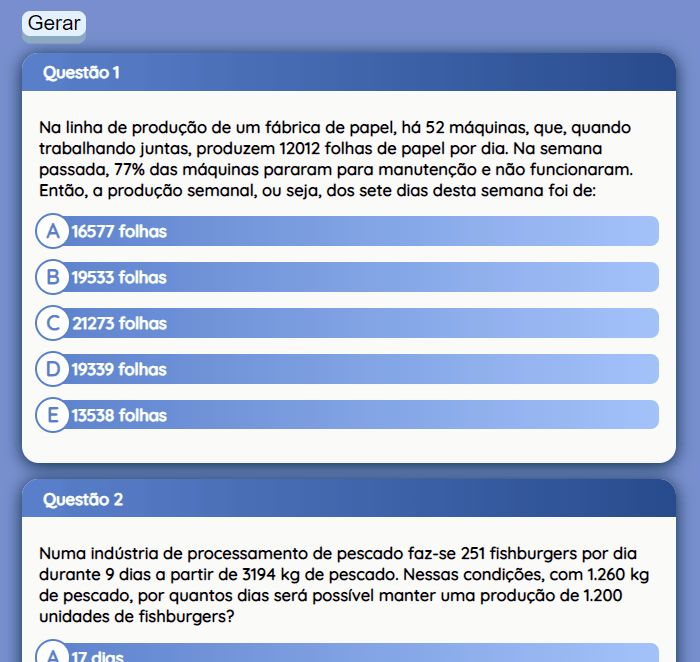 Gerar
Questão 1
Na linha de produção de um fábrica de papel, há 52 máquinas, que, quando
trabalhando juntas, produzem 12012 folhas de papel por dia. Na semana
passada, 77% das máquinas pararam para manutenção e não funcionaram.
Então, a produção semanal, ou seja, dos sete dias desta semana foi de:
A 16577 folhas
B 19533 folhas
C 21273 folhas
D 19339 folhas
E 13538 folhas
Questão 2
Numa indústria de processamento de pescado faz-se 251 fishburgers por dia
durante 9 dias a partir de 3194 kg de pescado. Nessas condições, com 1.260 kg
de pescado, por quantos dias será possível manter uma produção de 1.200
unidades de fishburgers?
A 17 dias